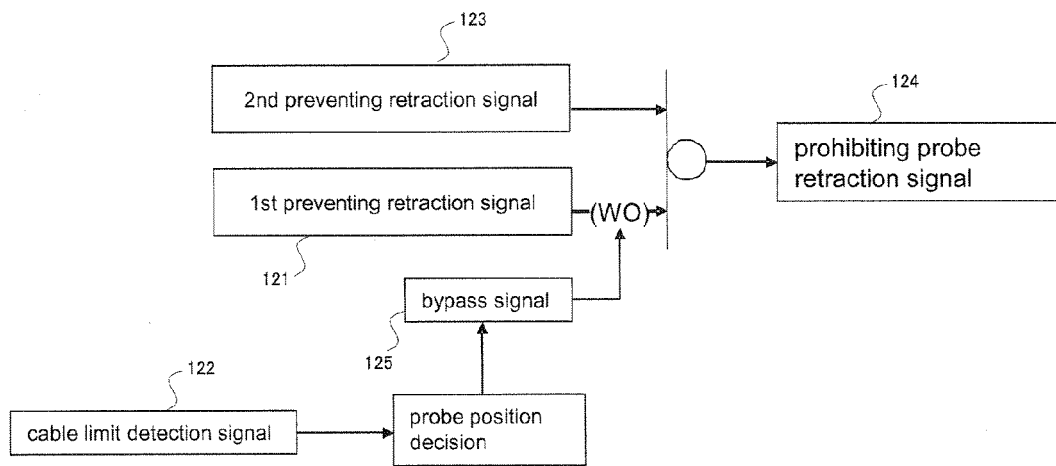 123
2nd preventing retraction signal
124
prohibiting probe
retraction signal
1st preventing retraction signal
(WO)
121
bypass signal
125
122
cable limit detection signal
probe position
decision